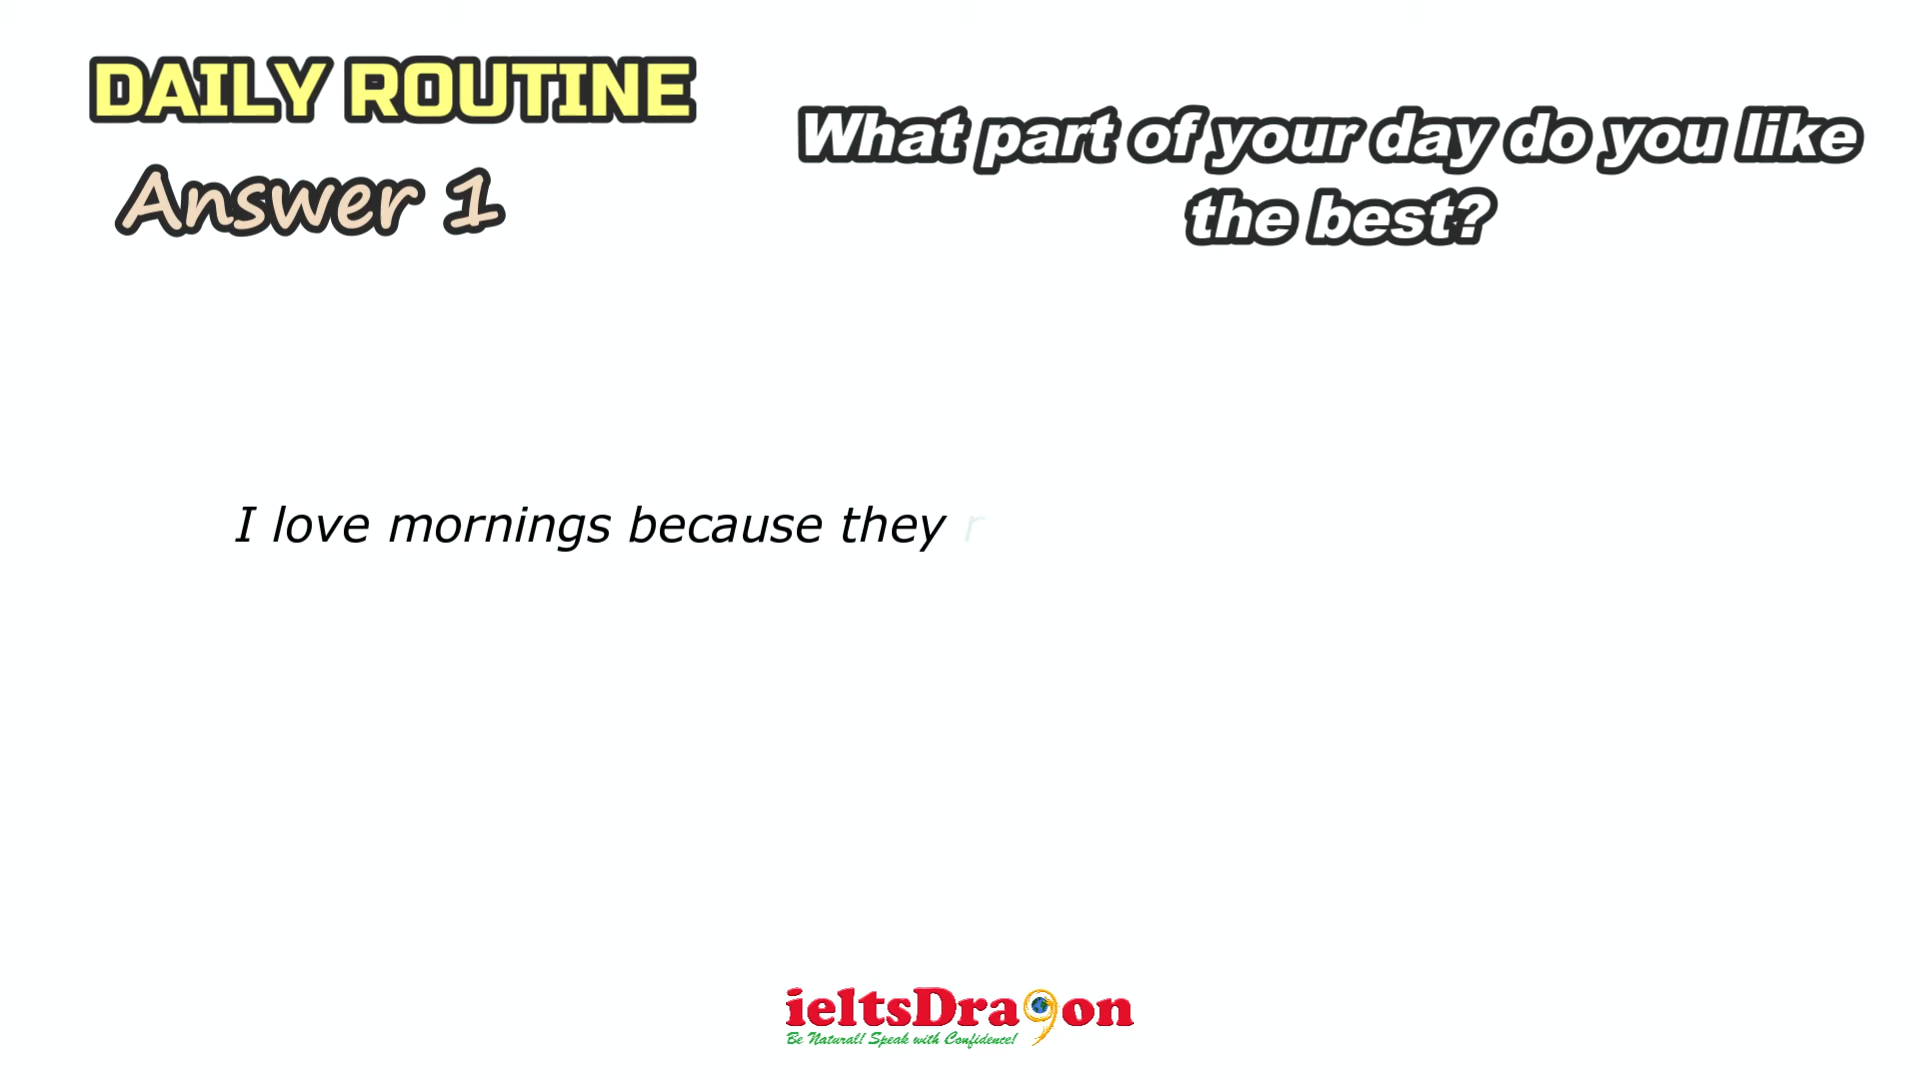 DAILY ROUTINE
Answer 1
What part of your day do you like
the best?
I love mornings because they r
ieltsDra9on
Be Natural! Speak with Confidence!